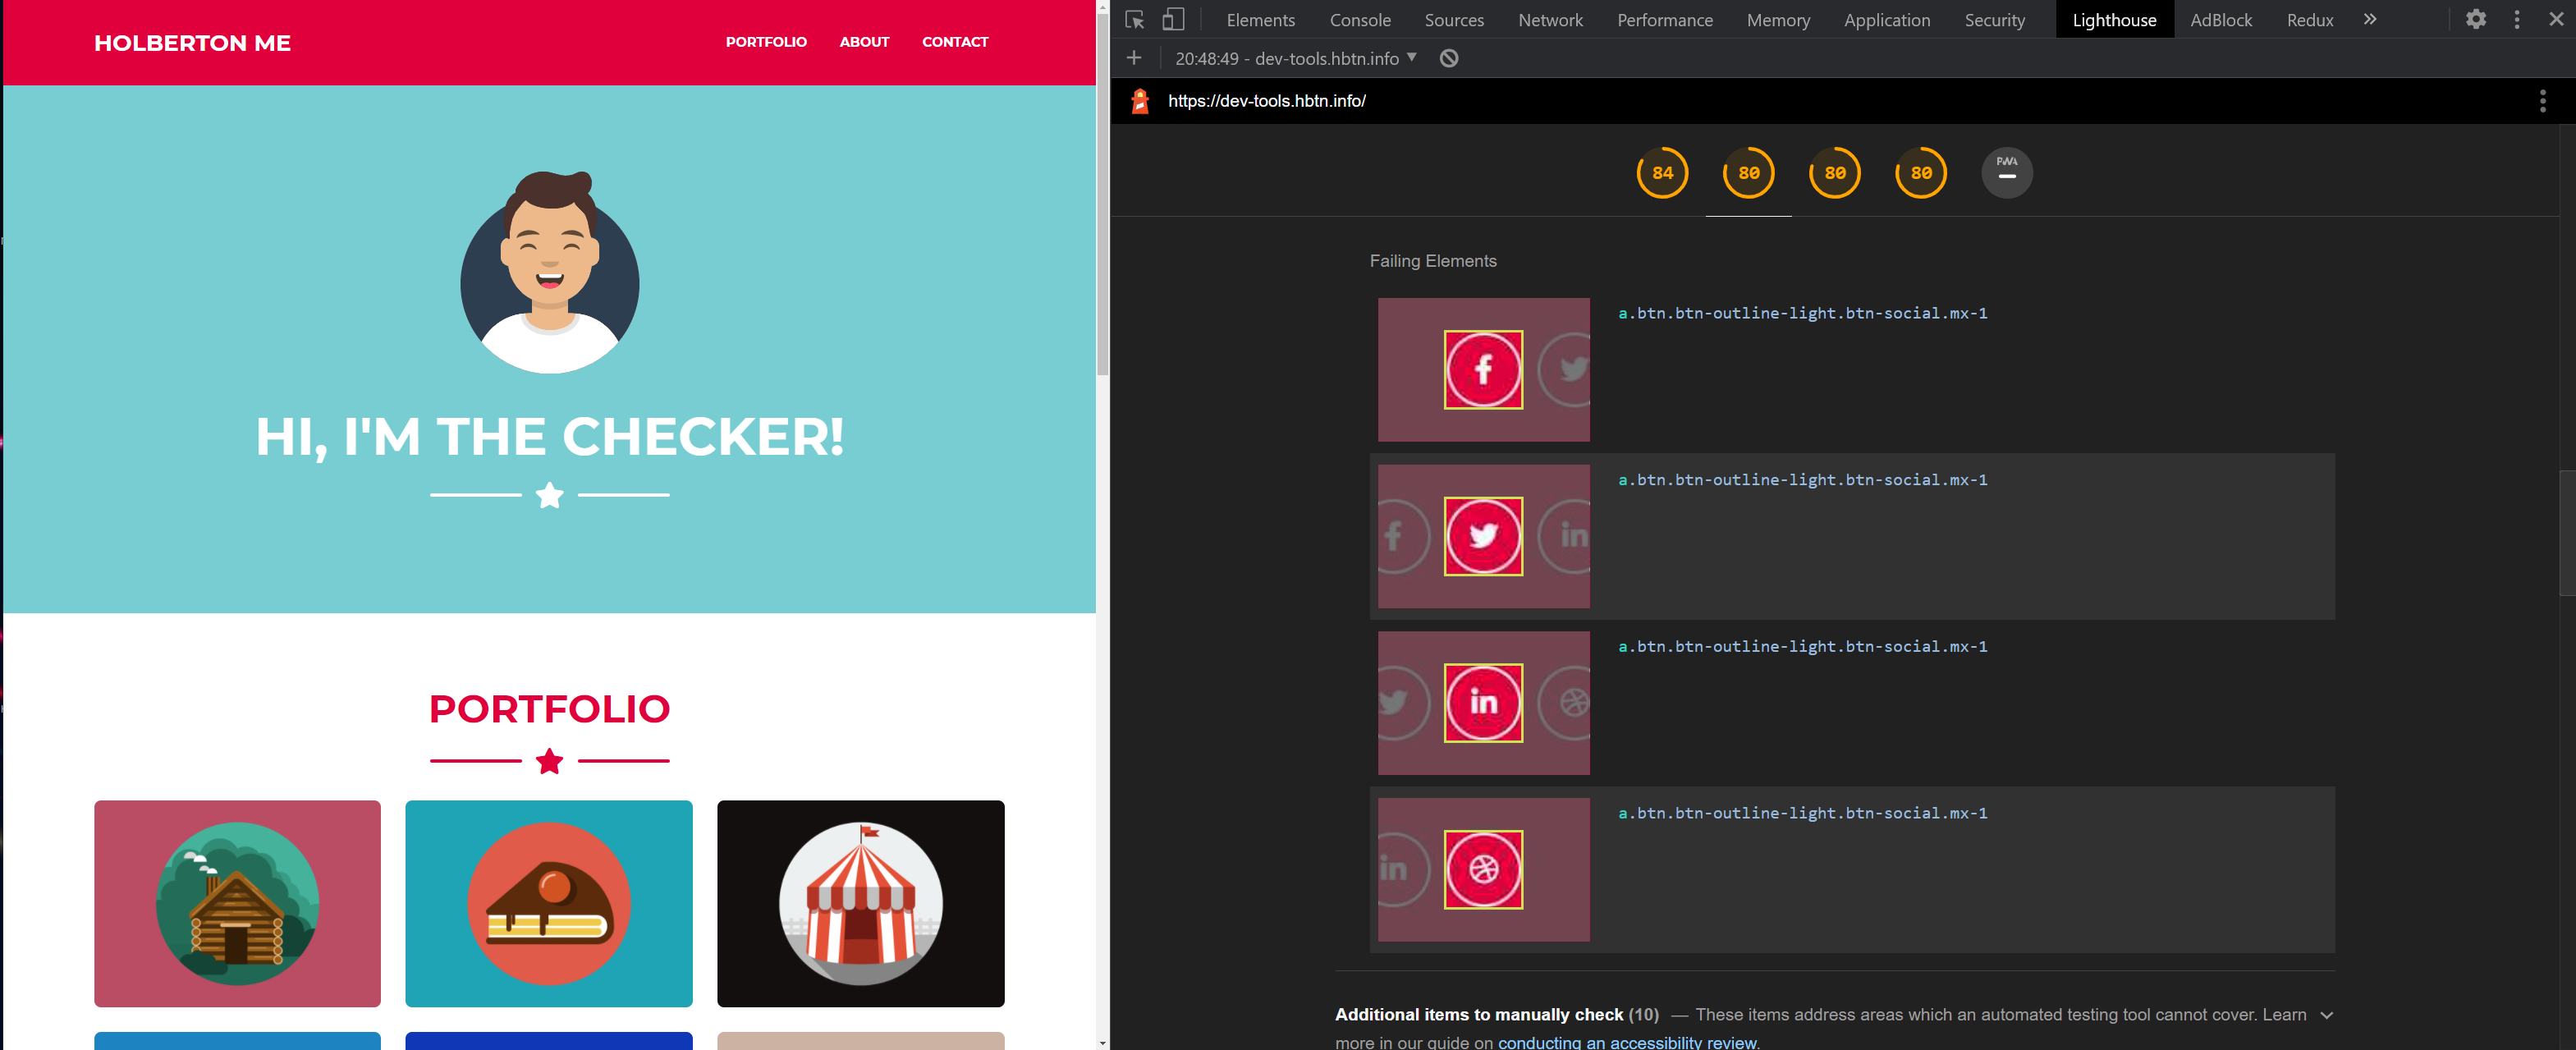 HOLBERTON ME
PORTFOLIO ABOUT CONTACT
HI, I'M THE CHECKER!
PORTFOLIO
Elements Console Sources Network Performance Memory Application Security Lighthouse AdBlock Redux
20:48:49 - dev-tools.hbtn.info
https://dev-tools.hbtn.info/
84 80 80 80 PWA
Failing Elements
a.btn.btn-outline-light.btn-social.mx-1
a.btn.btn-outline-light.btn-social.mx-1
a.btn.btn-outline-light.btn-social.mx-1
a.btn.btn-outline-light.btn-social.mx-1
Additional items to manually check (10) — These items address areas which an automated testing tool cannot cover. Learn
more in our guide on conducting an accessibility review.